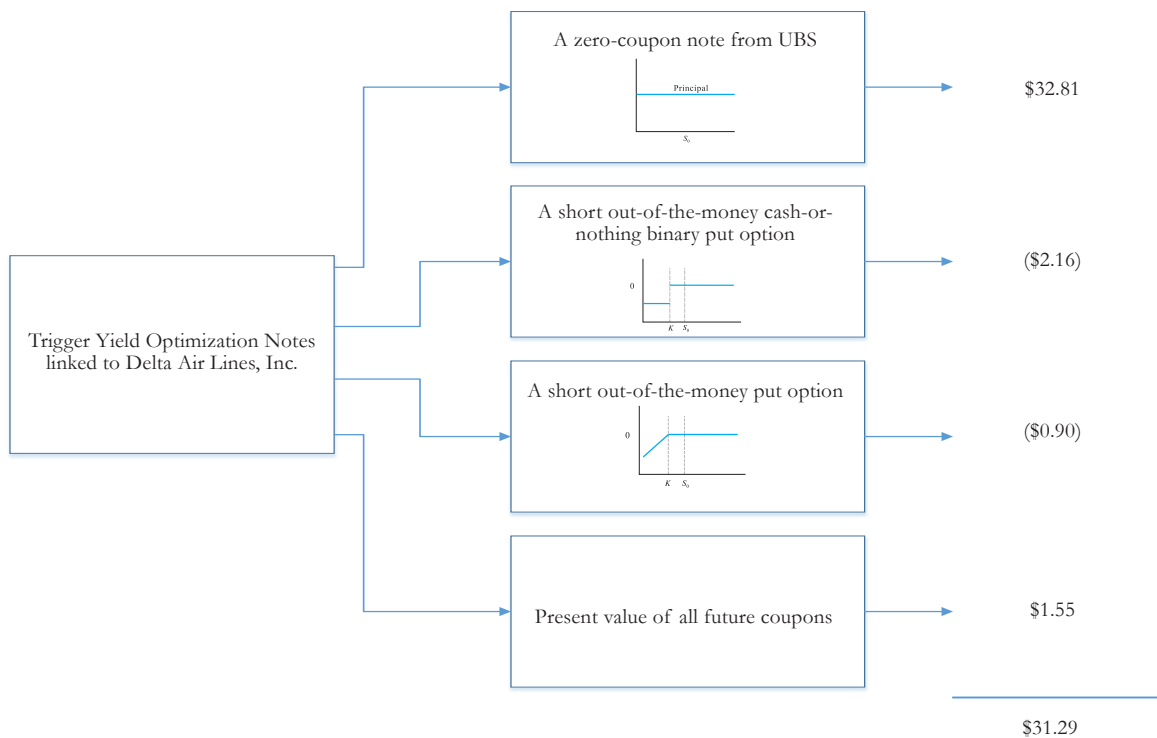 A zero-coupon note from UBS
Principal
S0
$32.81
A short out-of-the-money cash-or-
nothing binary put option
0
K S0
($2.16)
Trigger Yield Optimization Notes
linked to Delta Air Lines, Inc.
A short out-of-the-money put option
0
K S0
($0.90)
Present value of all future coupons
$1.55
$31.29